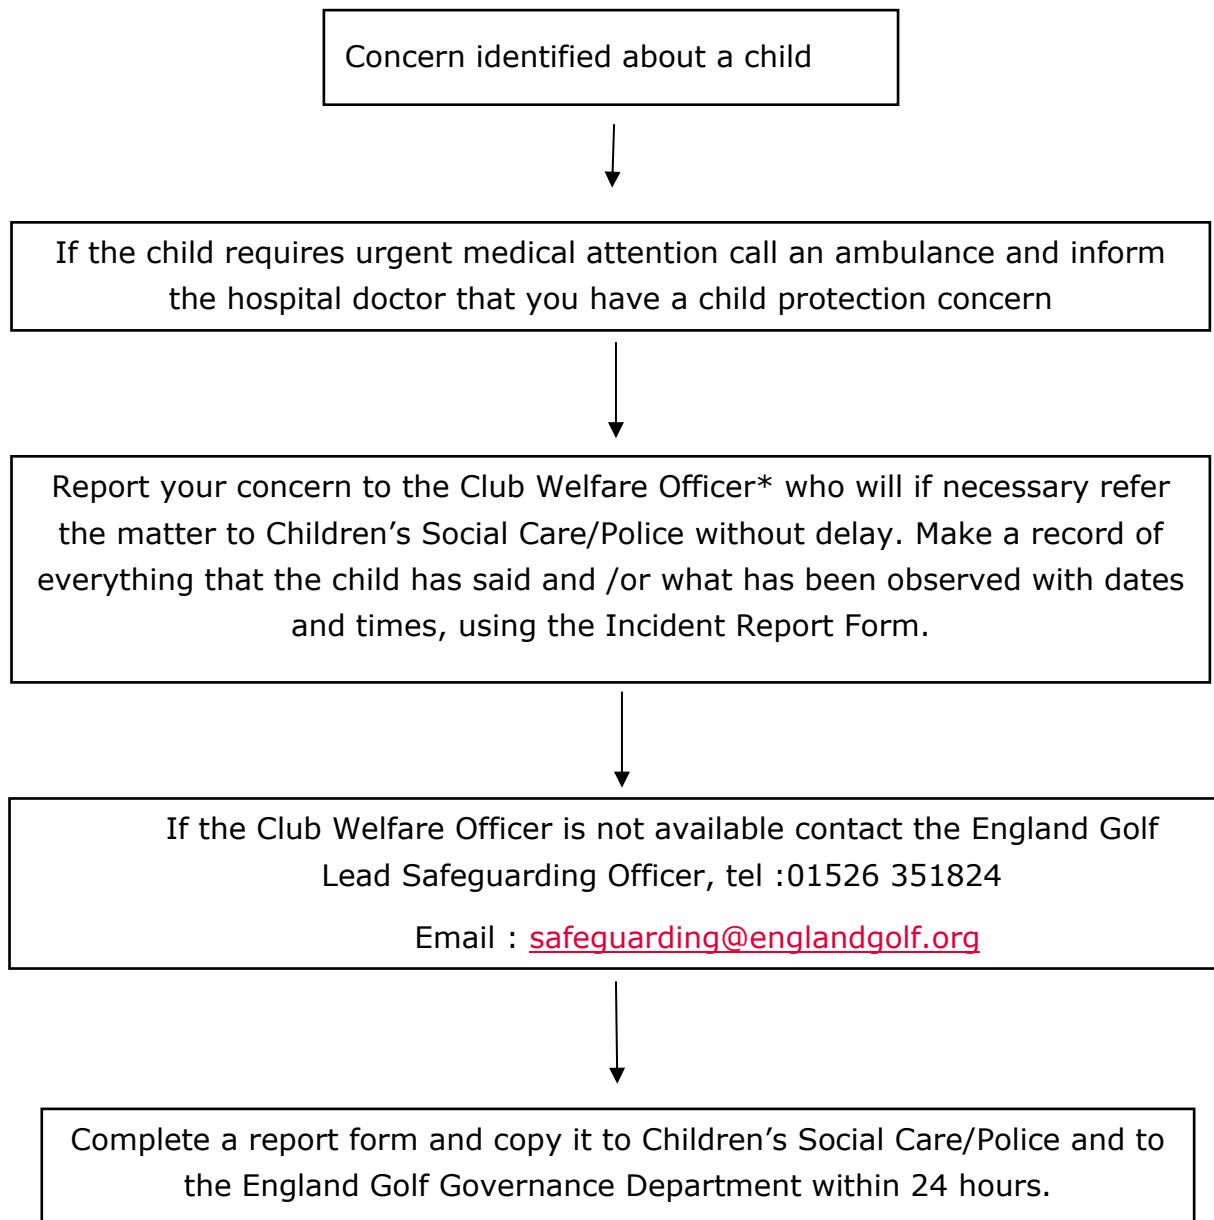 Concern identified about a child
If the child requires urgent medical attention call an ambulance and inform
the hospital doctor that you have a child protection concern
Report your concern to the Club Welfare Officer* who will if necessary refer
the matter to Children’s Social Care/Police without delay. Make a record of
everything that the child has said and /or what has been observed with dates
and times, using the Incident Report Form.
If the Club Welfare Officer is not available contact the England Golf
Lead Safeguarding Officer, tel :01526 351824
Email : safeguarding@englandgolf.org
Complete a report form and copy it to Children’s Social Care/Police and to
the England Golf Governance Department within 24 hours.